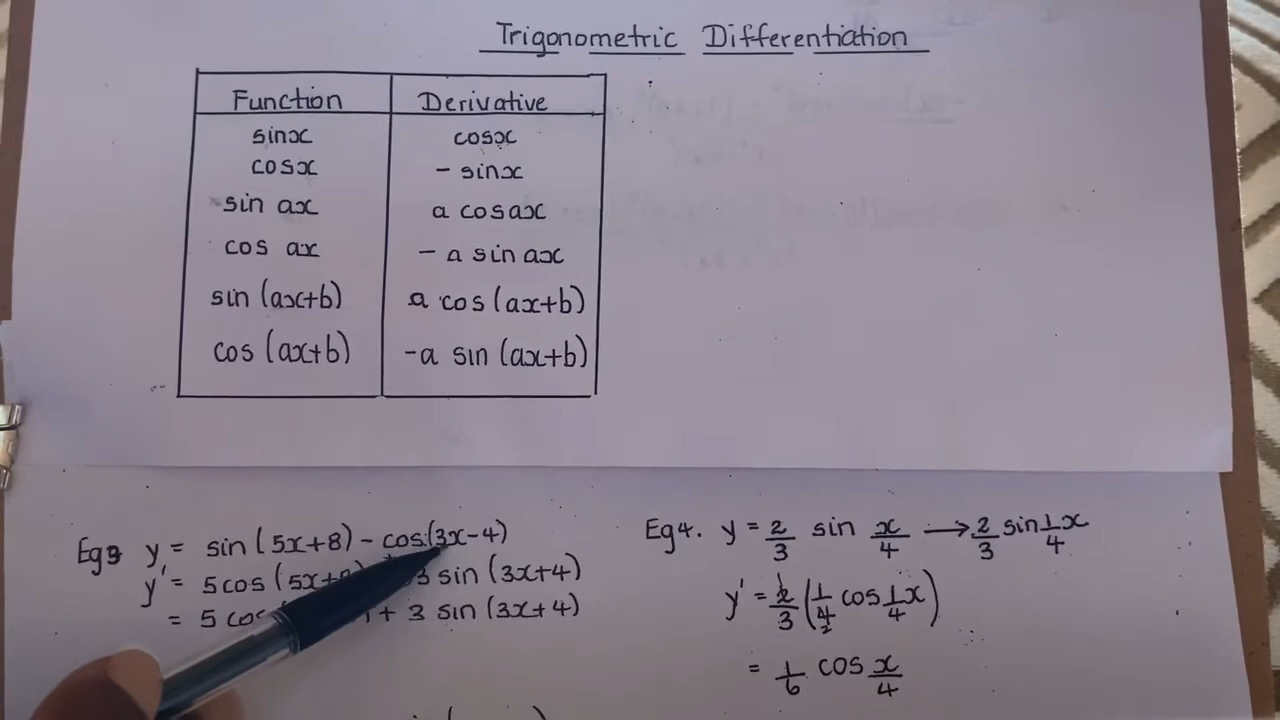 Trigonometric Differentiation
Function Derivative
sinx cosx
cosx - sinx
sin ax a cosax
cos ax - a sin ax
sin (ax+b) a cos (ax+b)
cos (ax+b) -a sin (ax+b)
Eg3 y = sin (5x+8) - cos (3x-4)
y' = 5cos (5x+ 3 sin (3x+4)
= 5 cos + 3 sin (3x+4)
Eg4. y = 2/3 sin x/4 → 2/3 sin 1/4 x
y' = 2/3 (1/4 cos 1/4 x)
2
= 1/6 cos x/4